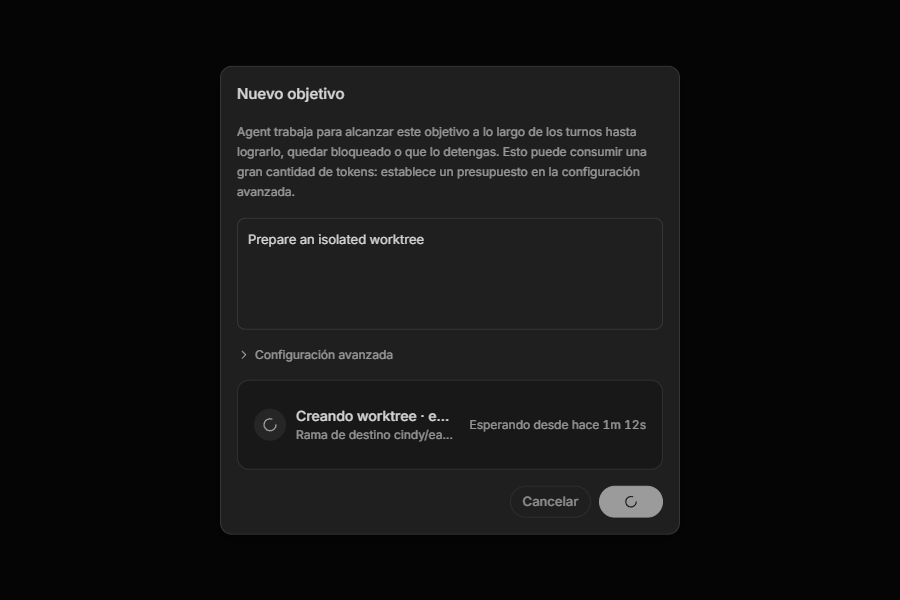 Nuevo objetivo
Agent trabaja para alcanzar este objetivo a lo largo de los turnos hasta
lograrlo, quedar bloqueado o que lo detengas. Esto puede consumir una
gran cantidad de tokens: establece un presupuesto en la configuración
avanzada.
Prepare an isolated worktree
Configuración avanzada
Creando worktree · e...
Esperando desde hace 1m 12s
Rama de destino cindy/ea...
Cancelar